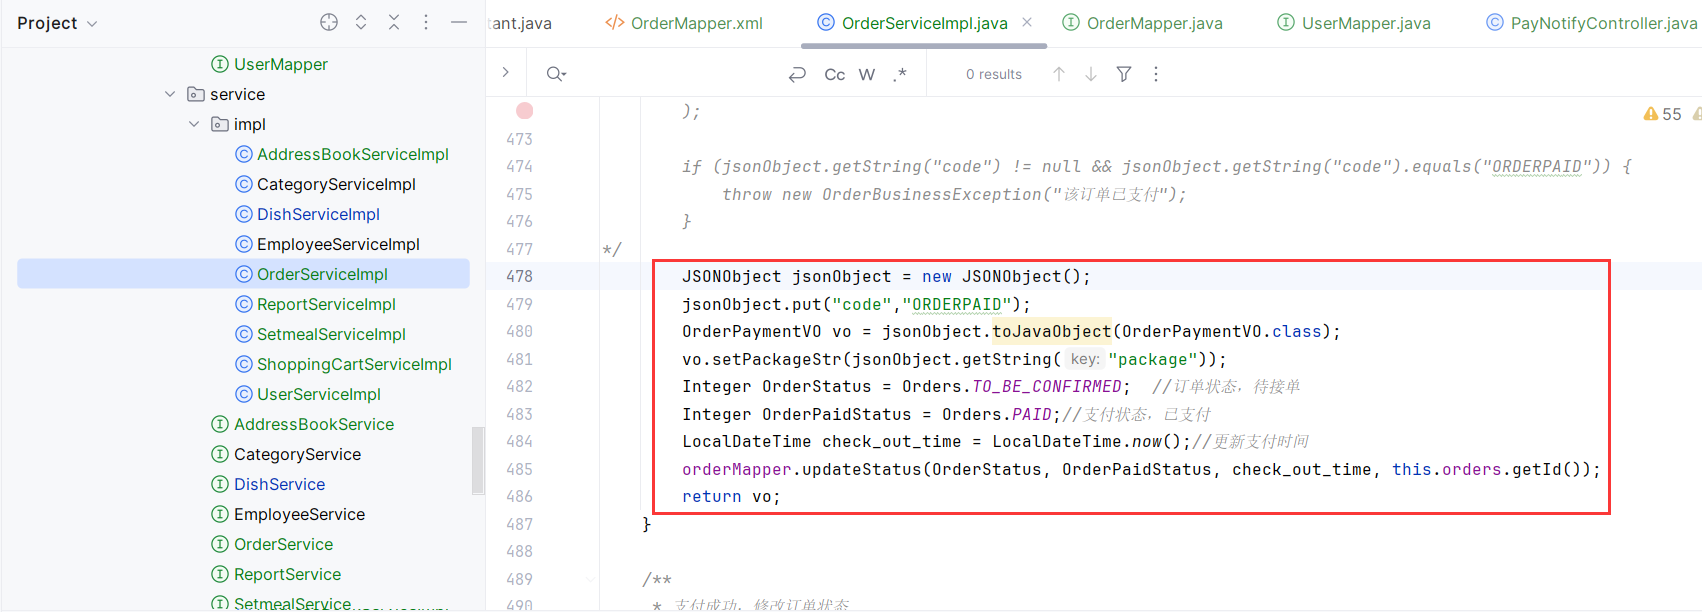 Project
tant.java
OrderMapper.xml
OrderServiceImpl.java
OrderMapper.java
UserMapper.java
PayNotifyController.java
Cc W .* 0 results
55
UserMapper
service
impl
AddressBookServiceImpl
CategoryServiceImpl
DishServiceImpl
EmployeeServiceImpl
OrderServiceImpl
ReportServiceImpl
SetmealServiceImpl
ShoppingCartServiceImpl
UserServiceImpl
AddressBookService
CategoryService
DishService
EmployeeService
OrderService
ReportService
SetmealService
);
473
474 if (jsonObject.getString("code") != null && jsonObject.getString("code").equals("ORDERPAID")) {
475 throw new OrderBusinessException("该订单已支付");
476 }
477 */
478 JSONObject jsonObject = new JSONObject();
479 jsonObject.put("code","ORDERPAID");
480 OrderPaymentVO vo = jsonObject.toJavaObject(OrderPaymentVO.class);
481 vo.setPackageStr(jsonObject.getString( key: "package"));
482 Integer OrderStatus = Orders.TO_BE_CONFIRMED; //订单状态，待接单
483 Integer OrderPaidStatus = Orders.PAID;//支付状态，已支付
484 LocalDateTime check_out_time = LocalDateTime.now();//更新支付时间
485 orderMapper.updateStatus(OrderStatus, OrderPaidStatus, check_out_time, this.orders.getId());
486 return vo;
487 }
488
489 /**
490 * 支付成功，修改订单状态